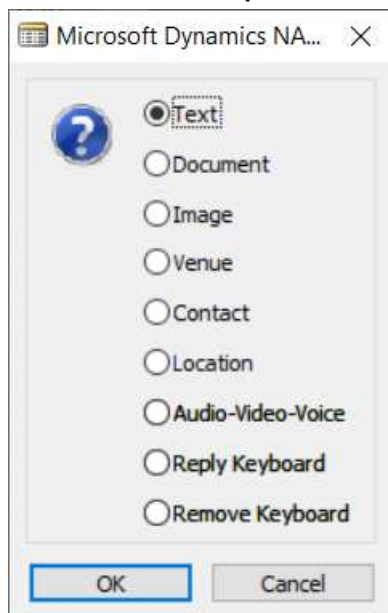 Microsoft Dynamics NA...
Text
Document
Image
Venue
Contact
Location
Audio-Video-Voice
Reply Keyboard
Remove Keyboard
OK Cancel